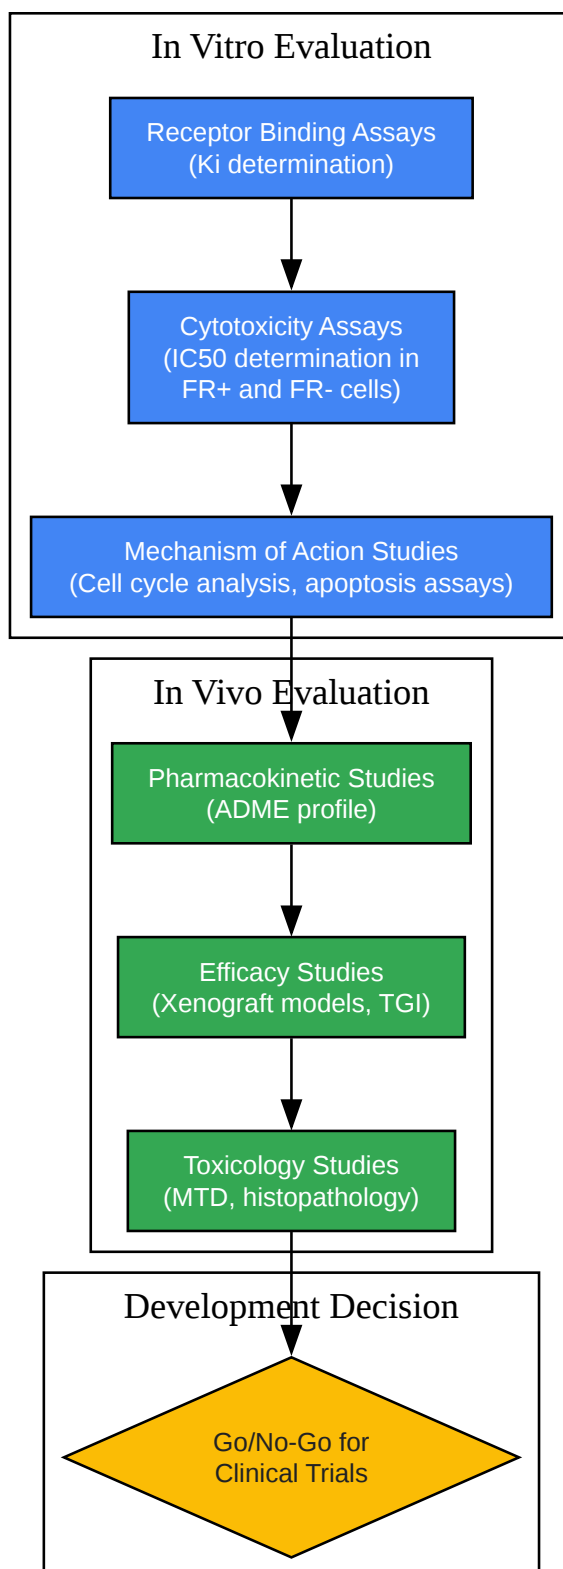 In Vitro Evaluation
Receptor Binding Assays
(Ki determination)
Cytotoxicity Assays
(IC50 determination in
FR+ and FR- cells)
Mechanism of Action Studies
(Cell cycle analysis, apoptosis assays)
In Vivo Evaluation
Pharmacokinetic Studies
(ADME profile)
Efficacy Studies
(Xenograft models, TGI)
Toxicology Studies
(MTD, histopathology)
Development Decision
Go/No-Go for
Clinical Trials